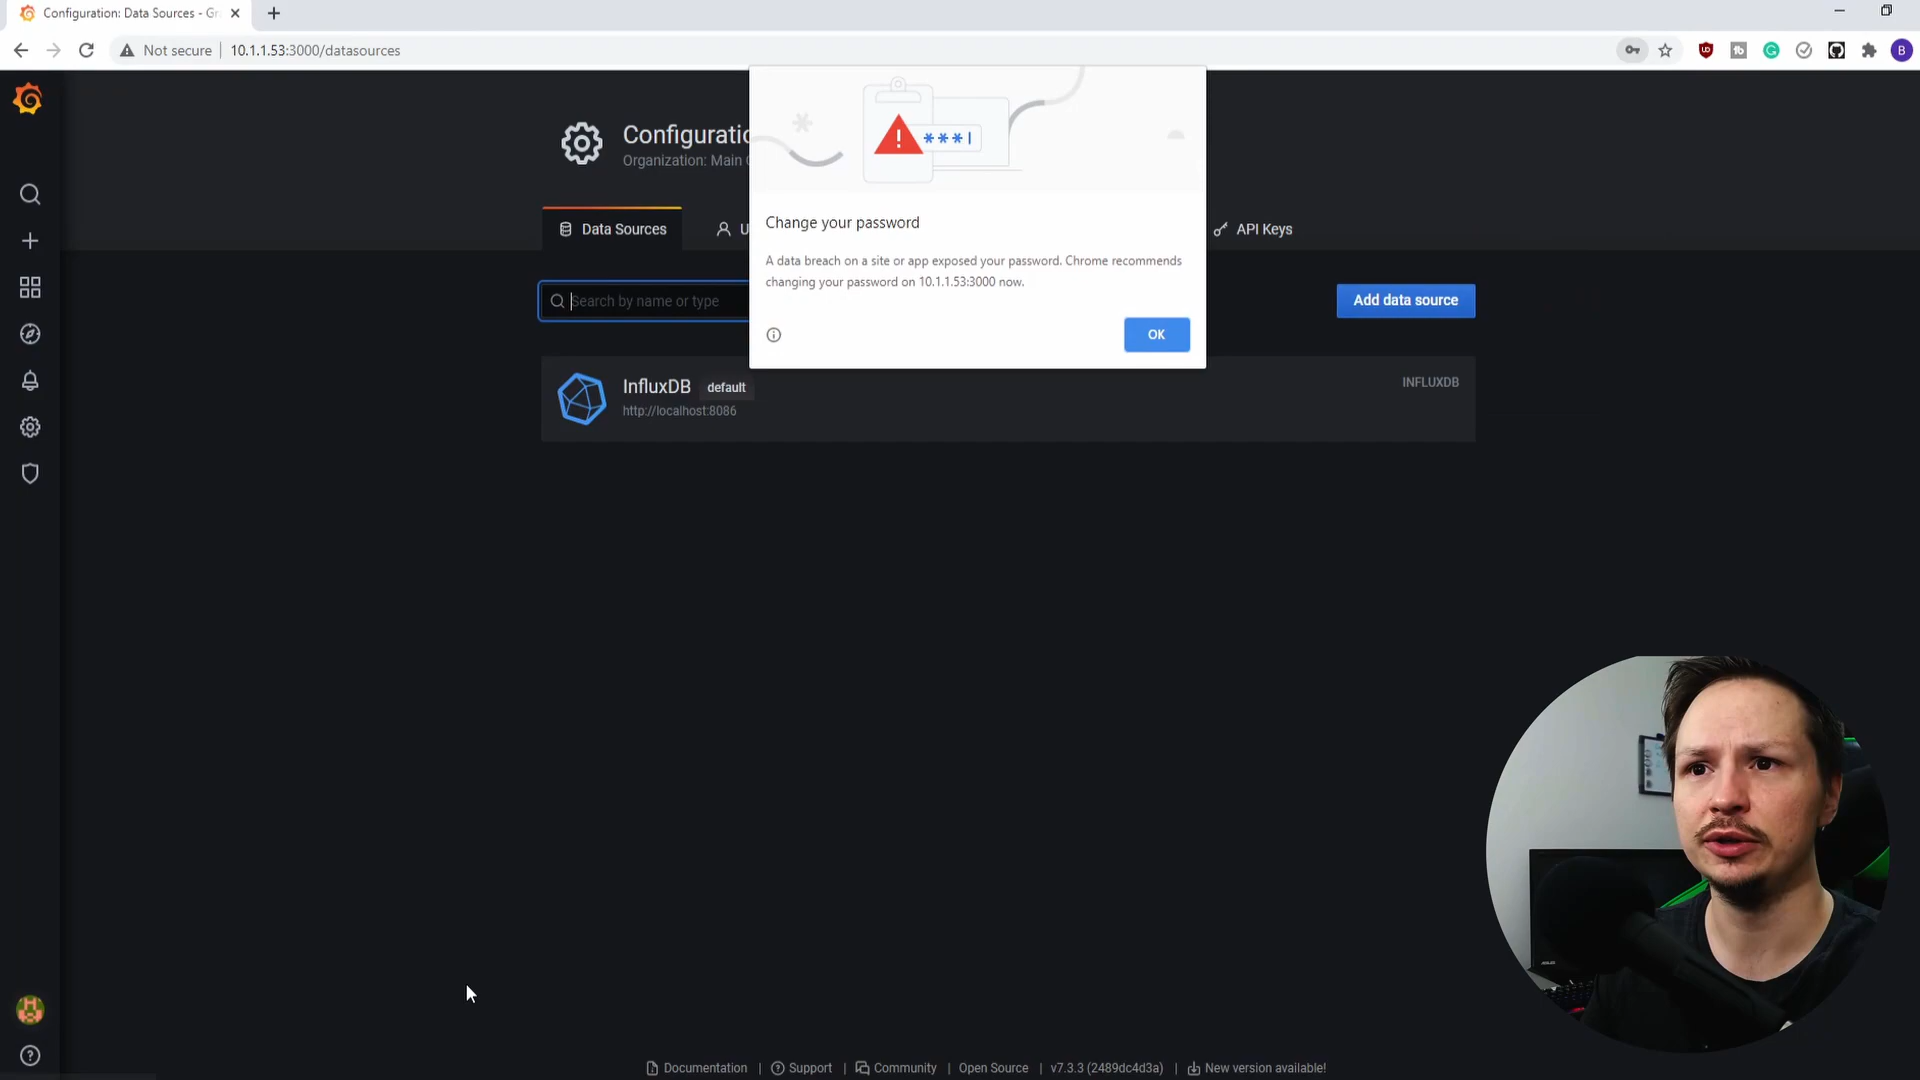 Configuration: Data Sources - Gr
Not secure
10.1.1.53:3000/datasources
B
Configuratio
Organization: Main
Data Sources
U
API Keys
***
Change your password
A data breach on a site or app exposed your password. Chrome recommends
changing your password on 10.1.1.53:3000 now.
OK
Search by name or type
Add data source
InfluxDB
default
INFLUXDB
http://localhost:8086
Documentation | Support | Community | Open Source | v7.3.3 (2489dc4d3a) | New version available!